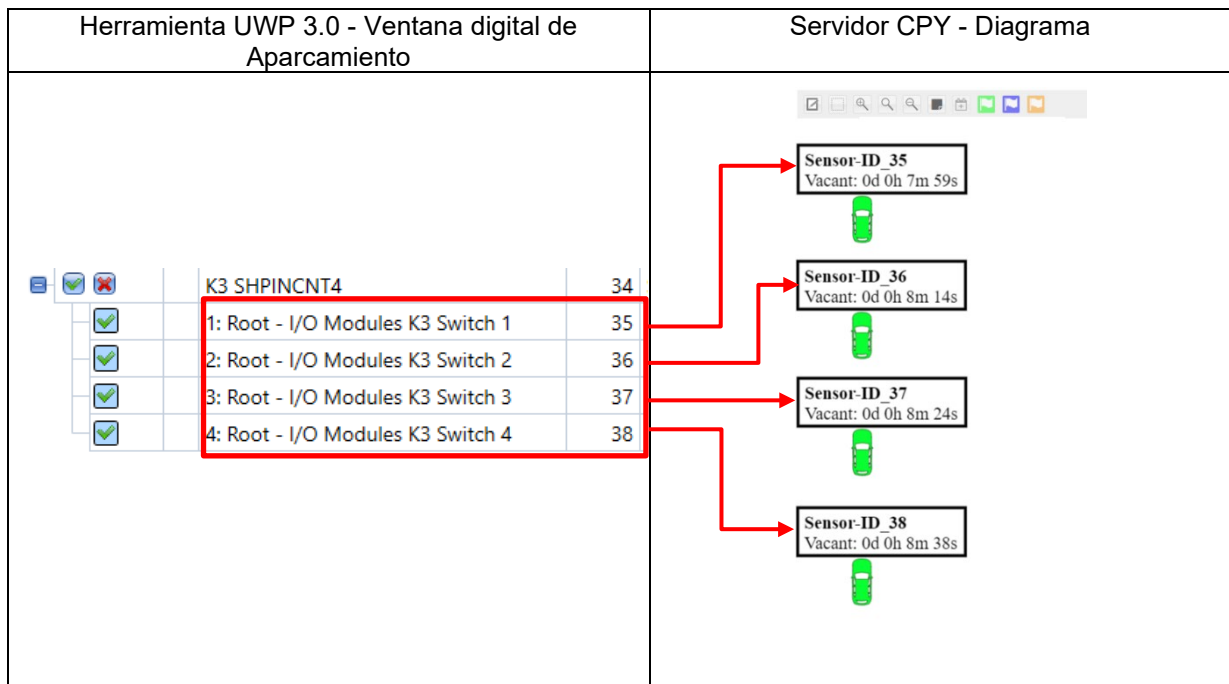 Herramienta UWP 3.0 - Ventana digital de
Aparcamiento
Servidor CPY - Diagrama
K3 SHPINCNT4 34
1: Root - I/O Modules K3 Switch 1 35
2: Root - I/O Modules K3 Switch 2 36
3: Root - I/O Modules K3 Switch 3 37
4: Root - I/O Modules K3 Switch 4 38
Sensor-ID_35
Vacant: 0d 0h 7m 59s
Sensor-ID_36
Vacant: 0d 0h 8m 14s
Sensor-ID_37
Vacant: 0d 0h 8m 24s
Sensor-ID_38
Vacant: 0d 0h 8m 38s